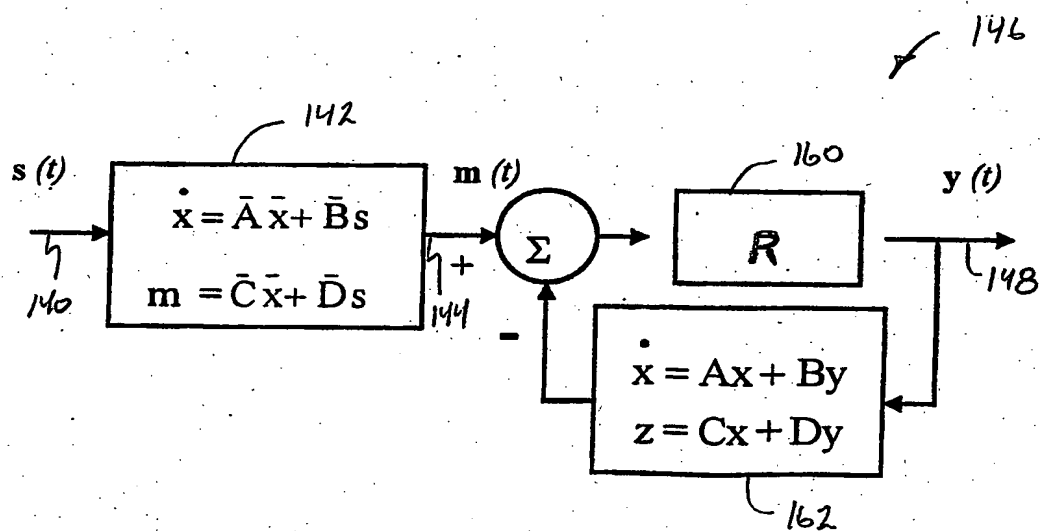 146
142
160
s (t)
m (t)
y (t)
ẋ = Āx̄ + B̄s
m = C̄x̄ + D̄s
Σ
R
140
144
+
-
148
ẋ = Ax + By
z = Cx + Dy
162